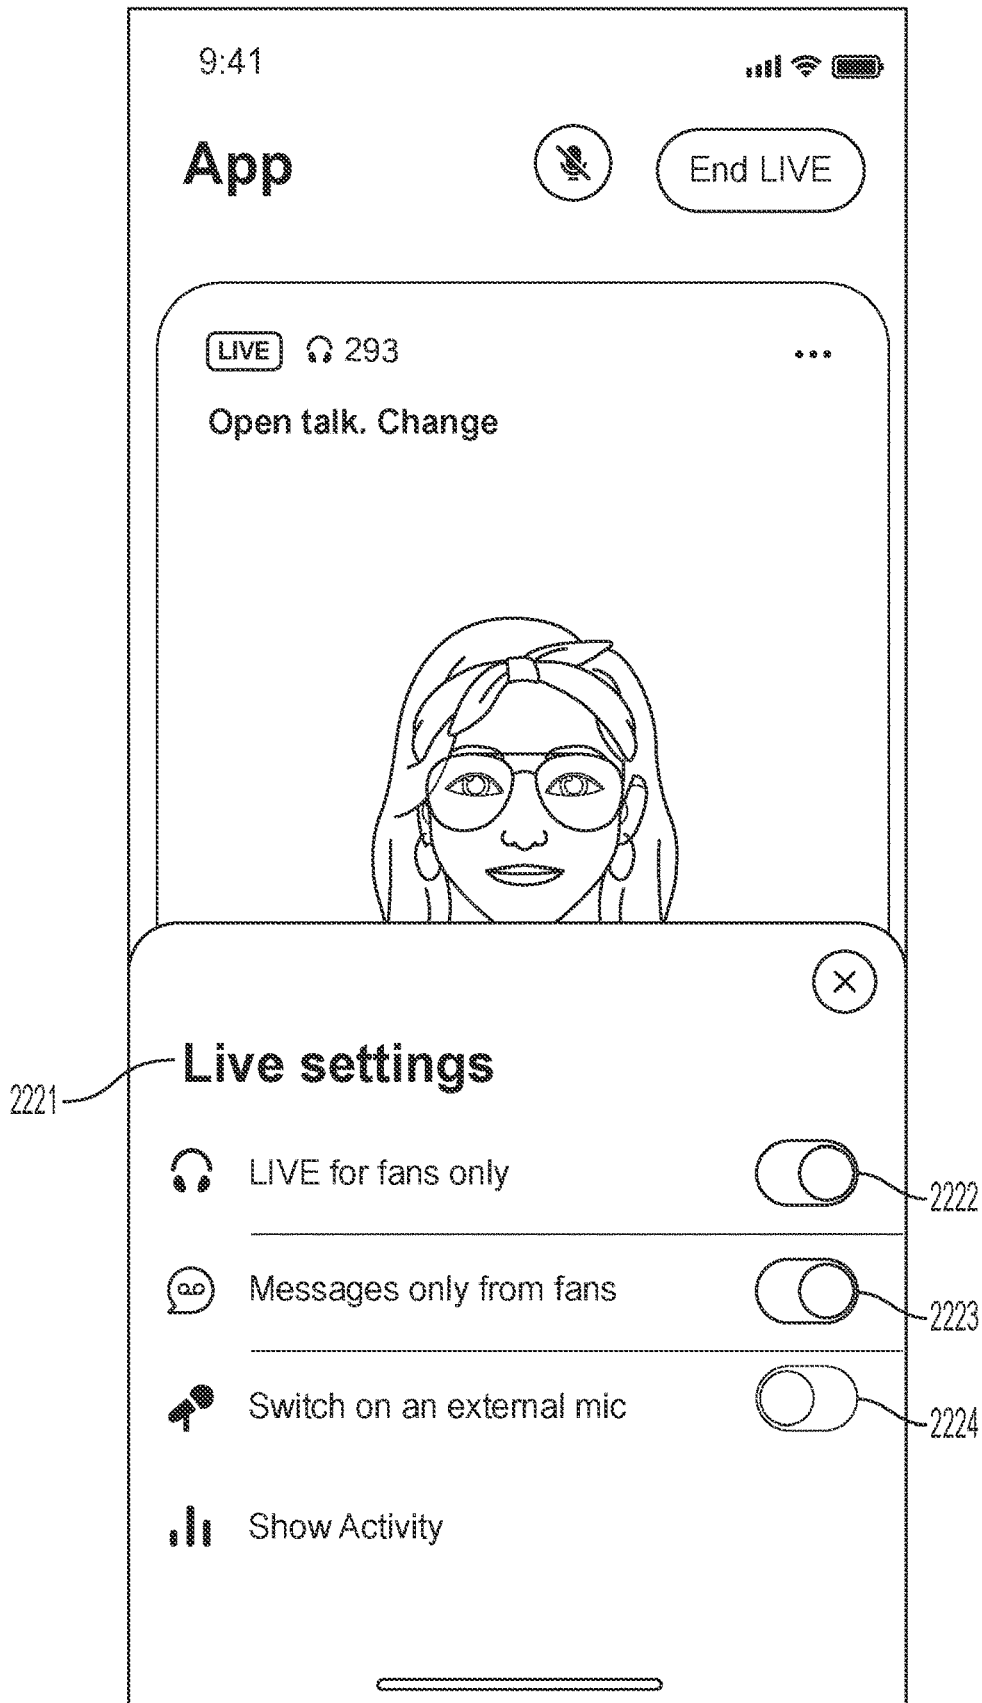 9:41
App
End LIVE
LIVE 293
Open talk. Change
Live settings
2221
LIVE for fans only
2222
Messages only from fans
2223
Switch on an external mic
2224
Show Activity